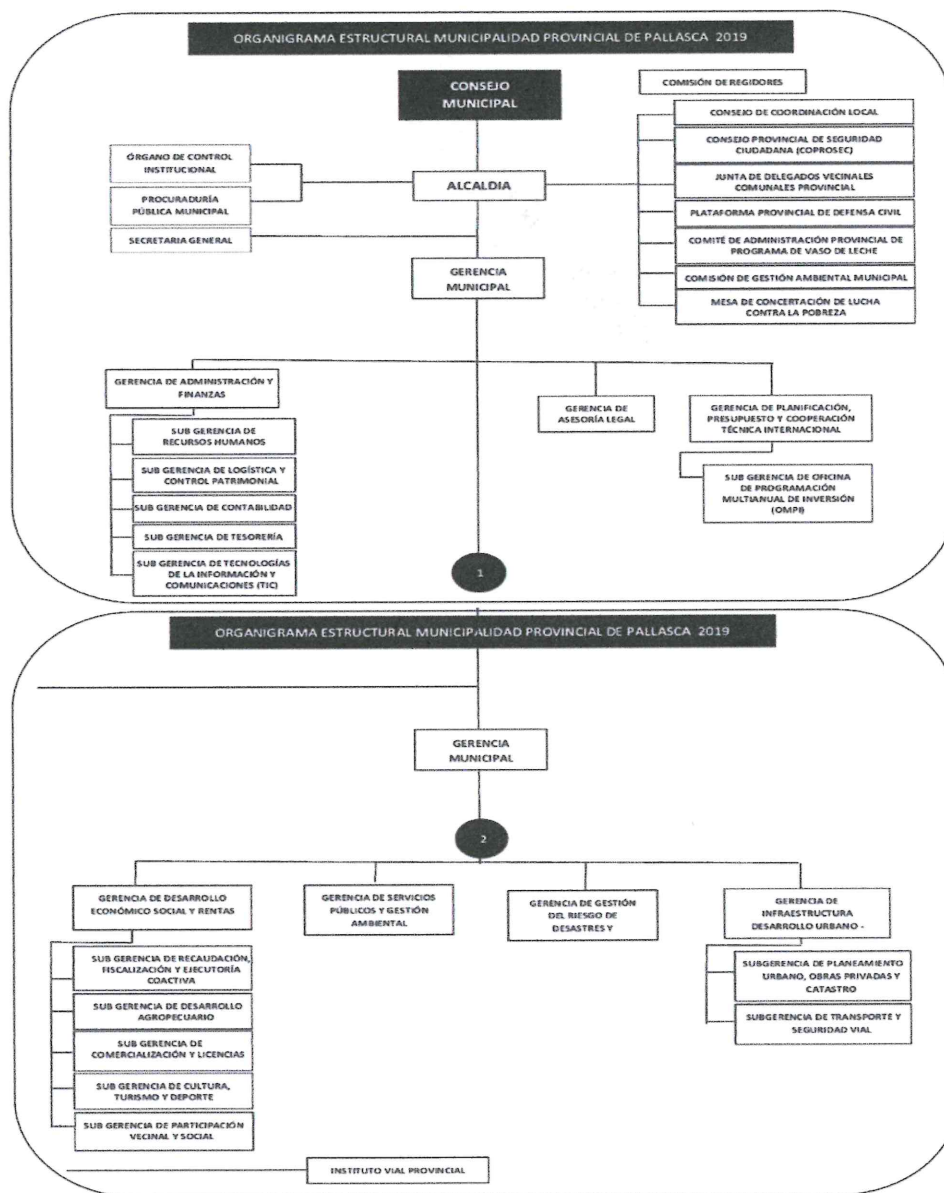 ORGANIGRAMA ESTRUCTURAL MUNICIPALIDAD PROVINCIAL DE PALLASCA 2019
CONSEJO
MUNICIPAL
COMISIÓN DE REGIDORES
CONSEJO DE COORDINACIÓN LOCAL
CONSEJO PROVINCIAL DE SEGURIDAD
CIUDADANA (COPROSEC)
JUNTA DE DELEGADOS VECINALES
COMUNALES PROVINCIAL
PLATAFORMA PROVINCIAL DE DEFENSA CIVIL
COMITÉ DE ADMINISTRACIÓN PROVINCIAL DE
PROGRAMA DE VASO DE LECHE
COMISIÓN DE GESTIÓN AMBIENTAL MUNICIPAL
MESA DE CONCERTACIÓN DE LUCHA
CONTRA LA POBREZA
ÓRGANO DE CONTROL
INSTITUCIONAL
PROCURADURÍA
PÚBLICA MUNICIPAL
SECRETARIA GENERAL
ALCALDIA
GERENCIA
MUNICIPAL
GERENCIA DE ADMINISTRACIÓN Y
FINANZAS
SUB GERENCIA DE
RECURSOS HUMANOS
SUB GERENCIA DE LOGÍSTICA Y
CONTROL PATRIMONIAL
SUB GERENCIA DE CONTABILIDAD
SUB GERENCIA DE TESORERÍA
SUB GERENCIA DE TECNOLOGÍAS
DE LA INFORMACIÓN Y
COMUNICACIONES (TIC)
GERENCIA DE
ASESORÍA LEGAL
GERENCIA DE PLANIFICACIÓN,
PRESUPUESTO Y COOPERACIÓN
TÉCNICA INTERNACIONAL
SUB GERENCIA DE OFICINA
DE PROGRAMACIÓN
MULTIANUAL DE INVERSIÓN
(OMPI)
1
ORGANIGRAMA ESTRUCTURAL MUNICIPALIDAD PROVINCIAL DE PALLASCA 2019
GERENCIA
MUNICIPAL
2
GERENCIA DE DESARROLLO
ECONÓMICO SOCIAL Y RENTAS
SUB GERENCIA DE RECAUDACIÓN,
FISCALIZACIÓN Y EJECUTORÍA
COACTIVA
SUB GERENCIA DE DESARROLLO
AGROPECUARIO
SUB GERENCIA DE
COMERCIALIZACIÓN Y LICENCIAS
SUB GERENCIA DE CULTURA,
TURISMO Y DEPORTE
SUB GERENCIA DE PARTICIPACIÓN
VECINAL Y SOCIAL
GERENCIA DE SERVICIOS
PÚBLICOS Y GESTIÓN
AMBIENTAL
GERENCIA DE GESTIÓN
DEL RIESGO DE
DESASTRES Y
GERENCIA DE
INFRAESTRUCTURA
DESARROLLO URBANO -
SUBGERENCIA DE PLANEAMIENTO
URBANO, OBRAS PRIVADAS Y
CATASTRO
SUBGERENCIA DE TRANSPORTE Y
SEGURIDAD VIAL
INSTITUTO VIAL PROVINCIAL